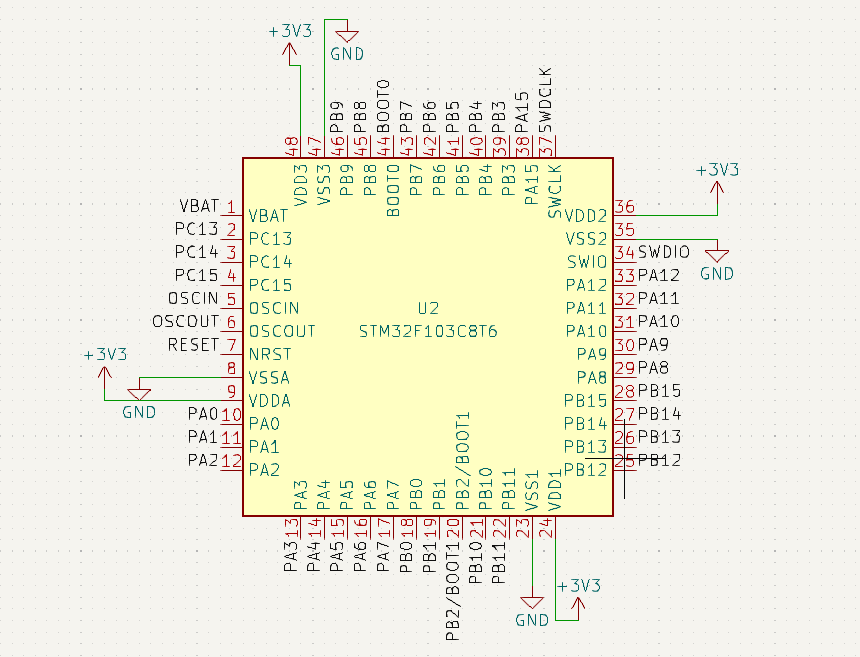 +3V3
GND
48 47 46 45 44 43 42 41 40 39 38 37
PB9 PB8 BOOT0 PB7 PB6 PB5 PB4 PB3 PA15 SWDCLK
VDD3 VSS3 PB9 PB8 BOOT0 PB7 PB6 PB5 PB4 PB3 PA15 SWCLK
VBAT 1 VBAT
PC13 2 PC13
PC14 3 PC14
PC15 4 PC15
OSCIN 5 OSCIN
OSCOUT 6 OSCOUT
RESET 7 NRST
8 VSSA
9 VDDA
+3V3
GND
PA0 10 PA0
PA1 11 PA1
PA2 12 PA2
U2
STM32F103C8T6
VDD2 36
+3V3
VSS2 35
GND
SWIO 34 SWDIO
PA12 33 PA12
PA11 32 PA11
PA10 31 PA10
PA9 30 PA9
PA8 29 PA8
PB15 28 PB15
PB14 27 PB14
PB13 26 PB13
PB12 25 PB12
PA3 PA4 PA5 PA6 PA7 PB0 PB1 PB2/BOOT1 PB10 PB11 VSS1 VDD1
13 14 15 16 17 18 19 20 21 22 23 24
PA3 PA4 PA5 PA6 PA7 PB0 PB1 PB2/BOOT1 PB10 PB11
+3V3
GND